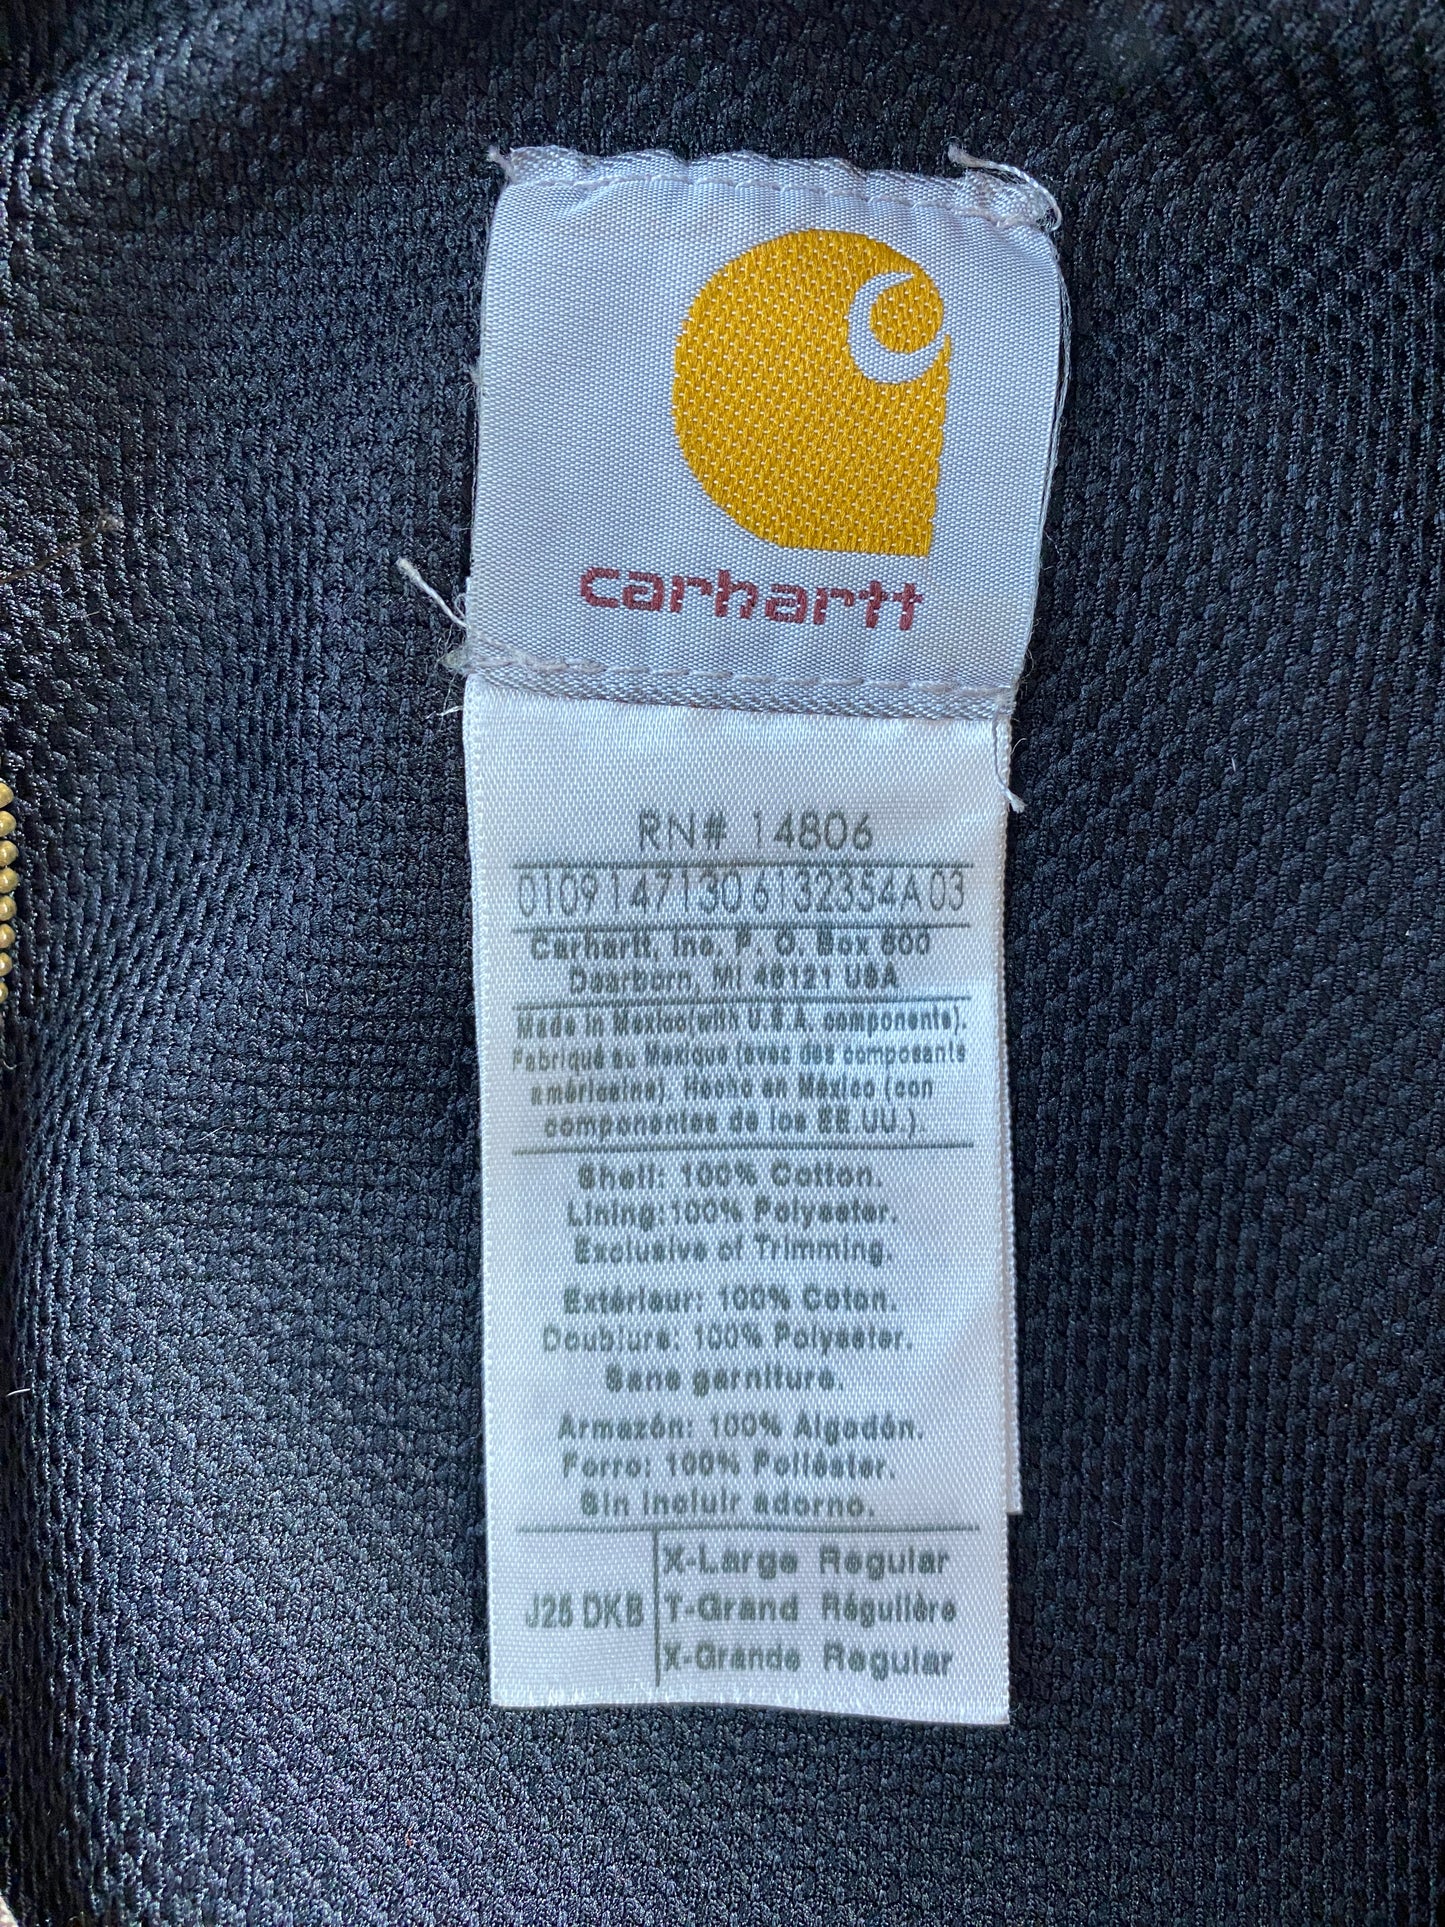 carhartt
RN# 14806
01091471306132354A03
Carhartt, Inc. P. O. Box 600
Dearborn, MI 48121 USA
Made in Mexico(with U.S.A. components).
Fabriqué au Mexique (avec des composants
américains). Hecho en México (con
componentes de los EE.UU.).
Shell: 100% Cotton.
Lining:100% Polyester.
Exclusive of Trimming.
Extérieur: 100% Coton.
Doublure: 100% Polyester.
Sans garniture.
Armazón: 100% Algodón.
Forro: 100% Poliéster.
Sin incluir adorno.
J25 DKB
X-Large Regular
T-Grand Régulière
X-Grande Regular